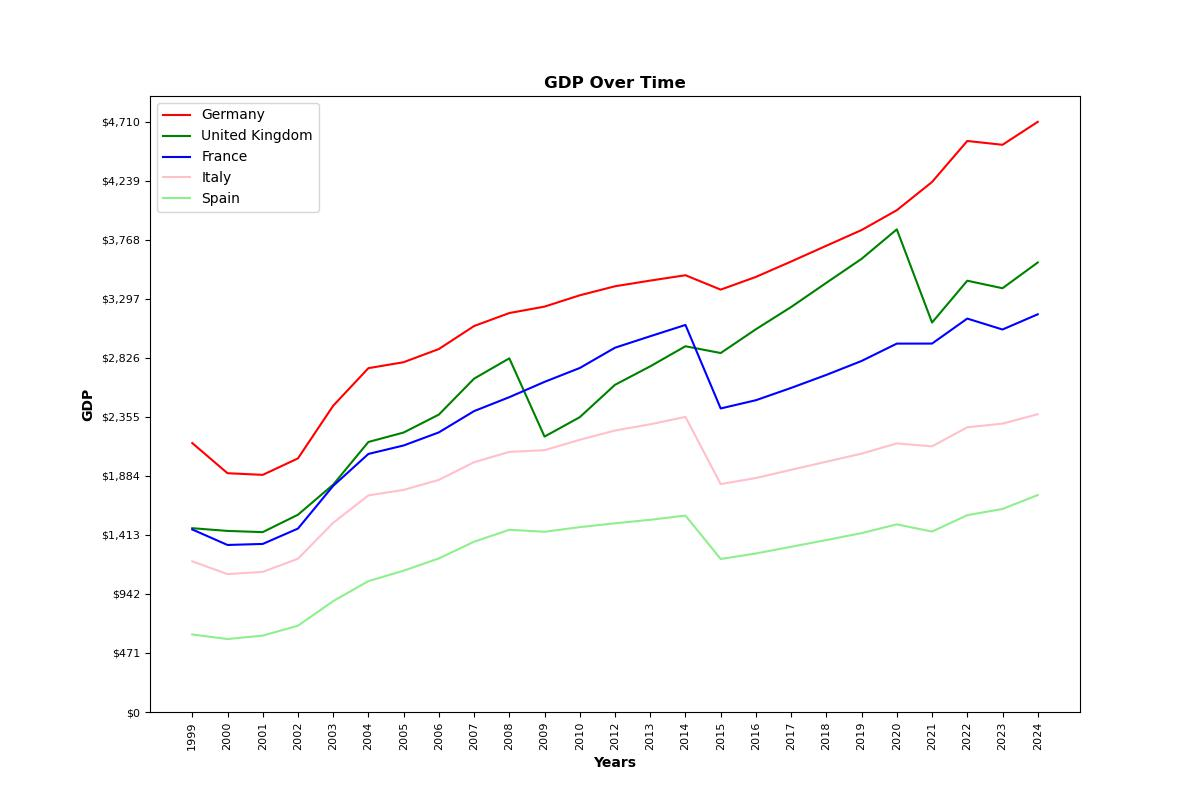 GDP Over Time
Germany
United Kingdom
France
Italy
Spain
$4,710
$4,239
$3,768
$3,297
$2,826
$2,355
$1,884
$1,413
$942
$471
$0
GDP
1999 2000 2001 2002 2003 2004 2005 2006 2007 2008 2009 2010 2012 2013 2014 2015 2016 2017 2018 2019 2020 2021 2022 2023 2024
Years